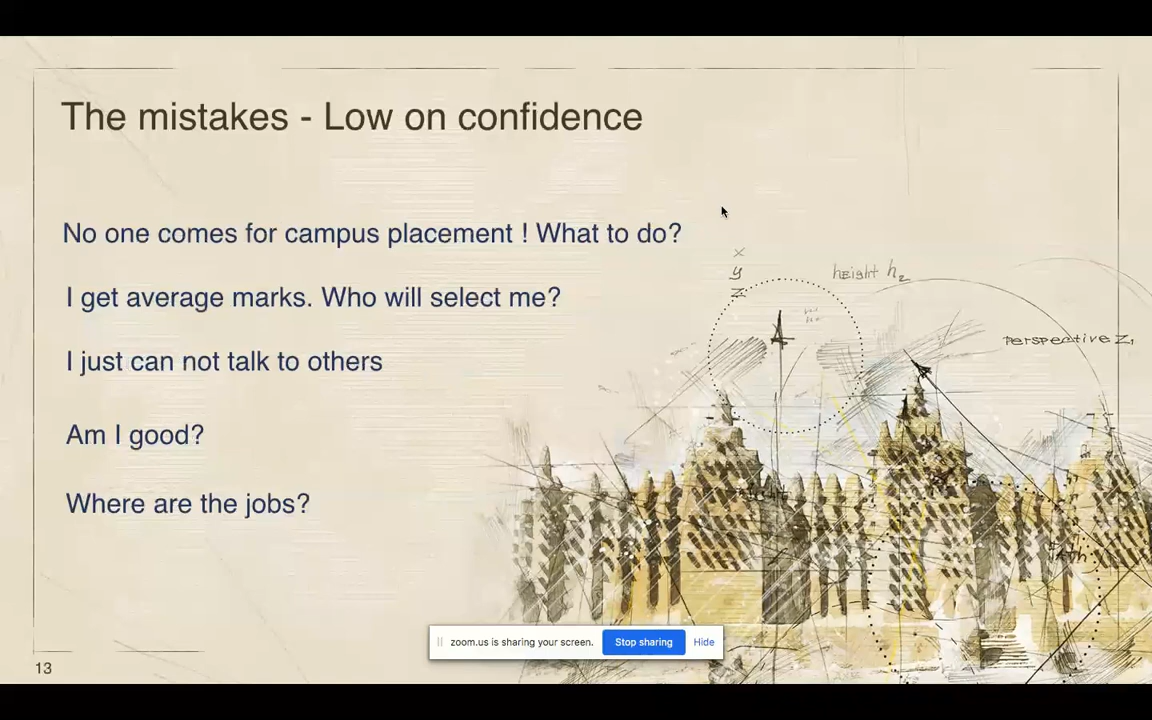 The mistakes - Low on confidence
No one comes for campus placement ! What to do?
I get average marks. Who will select me?
I just can not talk to others
Am I good?
Where are the jobs?
x
y
z
height h2
perspective z1
zoom.us is sharing your screen. Stop sharing Hide
13